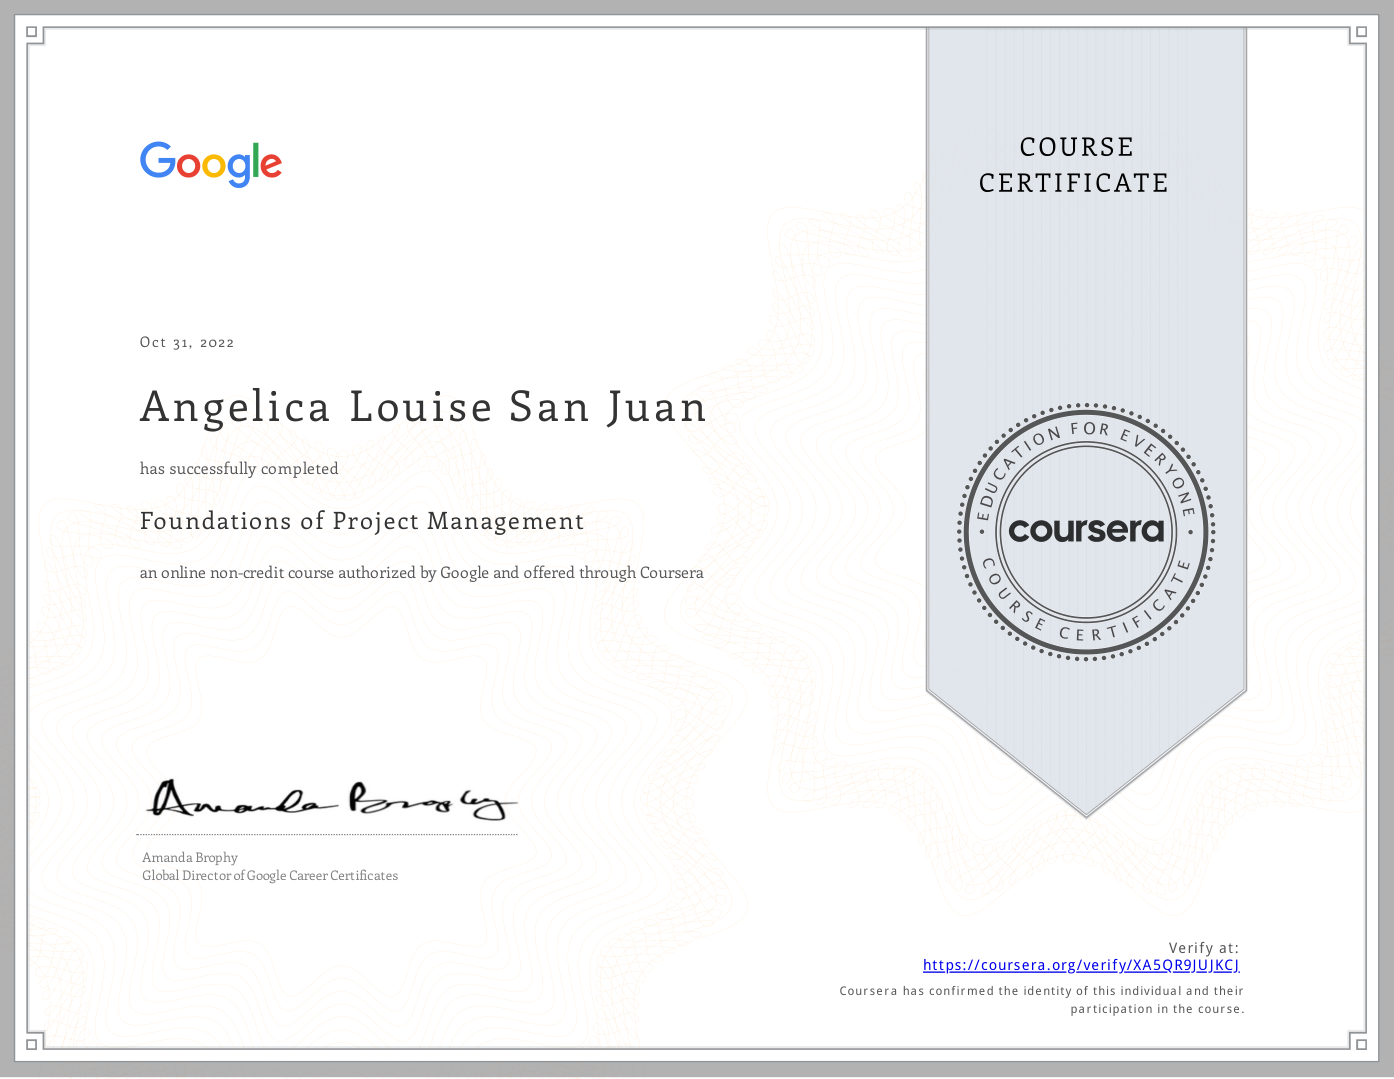 Google
COURSE
CERTIFICATE
Oct 31, 2022
Angelica Louise San Juan
has successfully completed
Foundations of Project Management
an online non-credit course authorized by Google and offered through Coursera
EDUCATION FOR EVERYONE
coursera
COURSE CERTIFICATE
Amanda Brophy
Amanda Brophy
Global Director of Google Career Certificates
Verify at:
https://coursera.org/verify/XA5QR9JUJKCJ
Coursera has confirmed the identity of this individual and their
participation in the course.